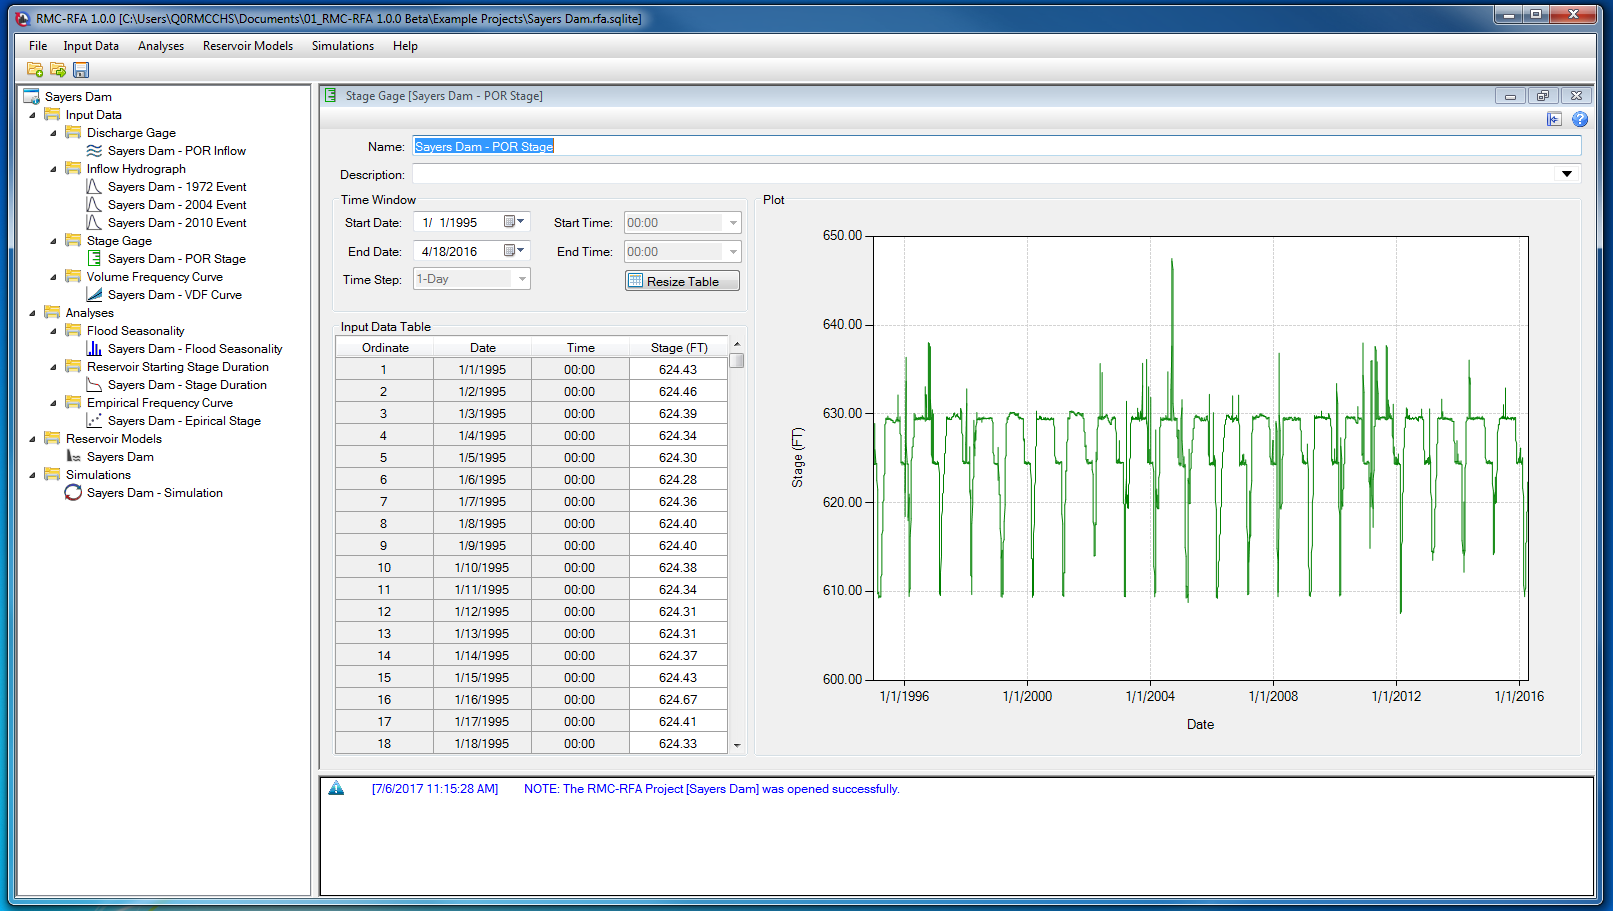 RMC-RFA 1.0.0 [C:\Users\Q0RMCCHS\Documents\01_RMC-RFA 1.0.0 Beta\Example Projects\Sayers Dam.rfa.sqlite]
File Input Data Analyses Reservoir Models Simulations Help
Sayers Dam
Input Data
Discharge Gage
Sayers Dam - POR Inflow
Inflow Hydrograph
Sayers Dam - 1972 Event
Sayers Dam - 2004 Event
Sayers Dam - 2010 Event
Stage Gage
Sayers Dam - POR Stage
Volume Frequency Curve
Sayers Dam - VDF Curve
Analyses
Flood Seasonality
Sayers Dam - Flood Seasonality
Reservoir Starting Stage Duration
Sayers Dam - Stage Duration
Empirical Frequency Curve
Sayers Dam - Epirical Stage
Reservoir Models
Sayers Dam
Simulations
Sayers Dam - Simulation
Stage Gage [Sayers Dam - POR Stage]
Name: Sayers Dam - POR Stage
Description:
Time Window
Start Date: 1/ 1/1995 Start Time: 00:00
End Date: 4/18/2016 End Time: 00:00
Time Step: 1-Day Resize Table
Input Data Table
Ordinate Date Time Stage (FT)
1 1/1/1995 00:00 624.43
2 1/2/1995 00:00 624.46
3 1/3/1995 00:00 624.39
4 1/4/1995 00:00 624.34
5 1/5/1995 00:00 624.30
6 1/6/1995 00:00 624.28
7 1/7/1995 00:00 624.36
8 1/8/1995 00:00 624.40
9 1/9/1995 00:00 624.40
10 1/10/1995 00:00 624.38
11 1/11/1995 00:00 624.34
12 1/12/1995 00:00 624.31
13 1/13/1995 00:00 624.31
14 1/14/1995 00:00 624.37
15 1/15/1995 00:00 624.43
16 1/16/1995 00:00 624.67
17 1/17/1995 00:00 624.41
18 1/18/1995 00:00 624.33
Plot
650.00
640.00
630.00
620.00
610.00
600.00
Stage (FT)
1/1/1996 1/1/2000 1/1/2004 1/1/2008 1/1/2012 1/1/2016
Date
[7/6/2017 11:15:28 AM] NOTE: The RMC-RFA Project [Sayers Dam] was opened successfully.